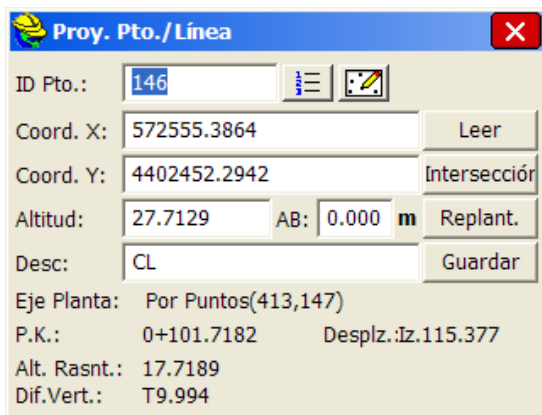 Proy. Pto./Línea
ID Pto.: 146
Coord. X: 572555.3864 Leer
Coord. Y: 4402452.2942 Intersección
Altitud: 27.7129 AB: 0.000 m Replant.
Desc: CL Guardar
Eje Planta: Por Puntos(413,147)
P.K.: 0+101.7182 Desplz.:Iz.115.377
Alt. Rasnt.: 17.7189
Dif.Vert.: T9.994